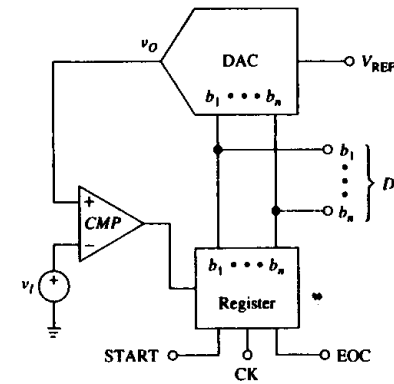 v_O
DAC
V_REF
b_1 • • • b_n
b_1
b_n
D
+
CMP
−
+
v_I
b_1 • • • b_n
Register
START
CK
EOC